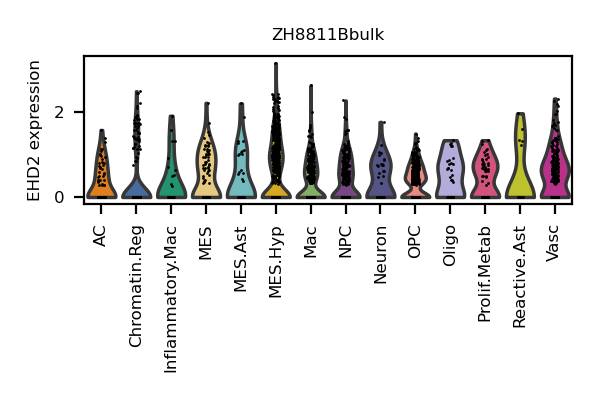 ZH8811Bbulk
EHD2 expression
2
0
AC
Chromatin.Reg
Inflammatory.Mac
MES
MES.Ast
MES.Hyp
Mac
NPC
Neuron
OPC
Oligo
Prolif.Metab
Reactive.Ast
Vasc